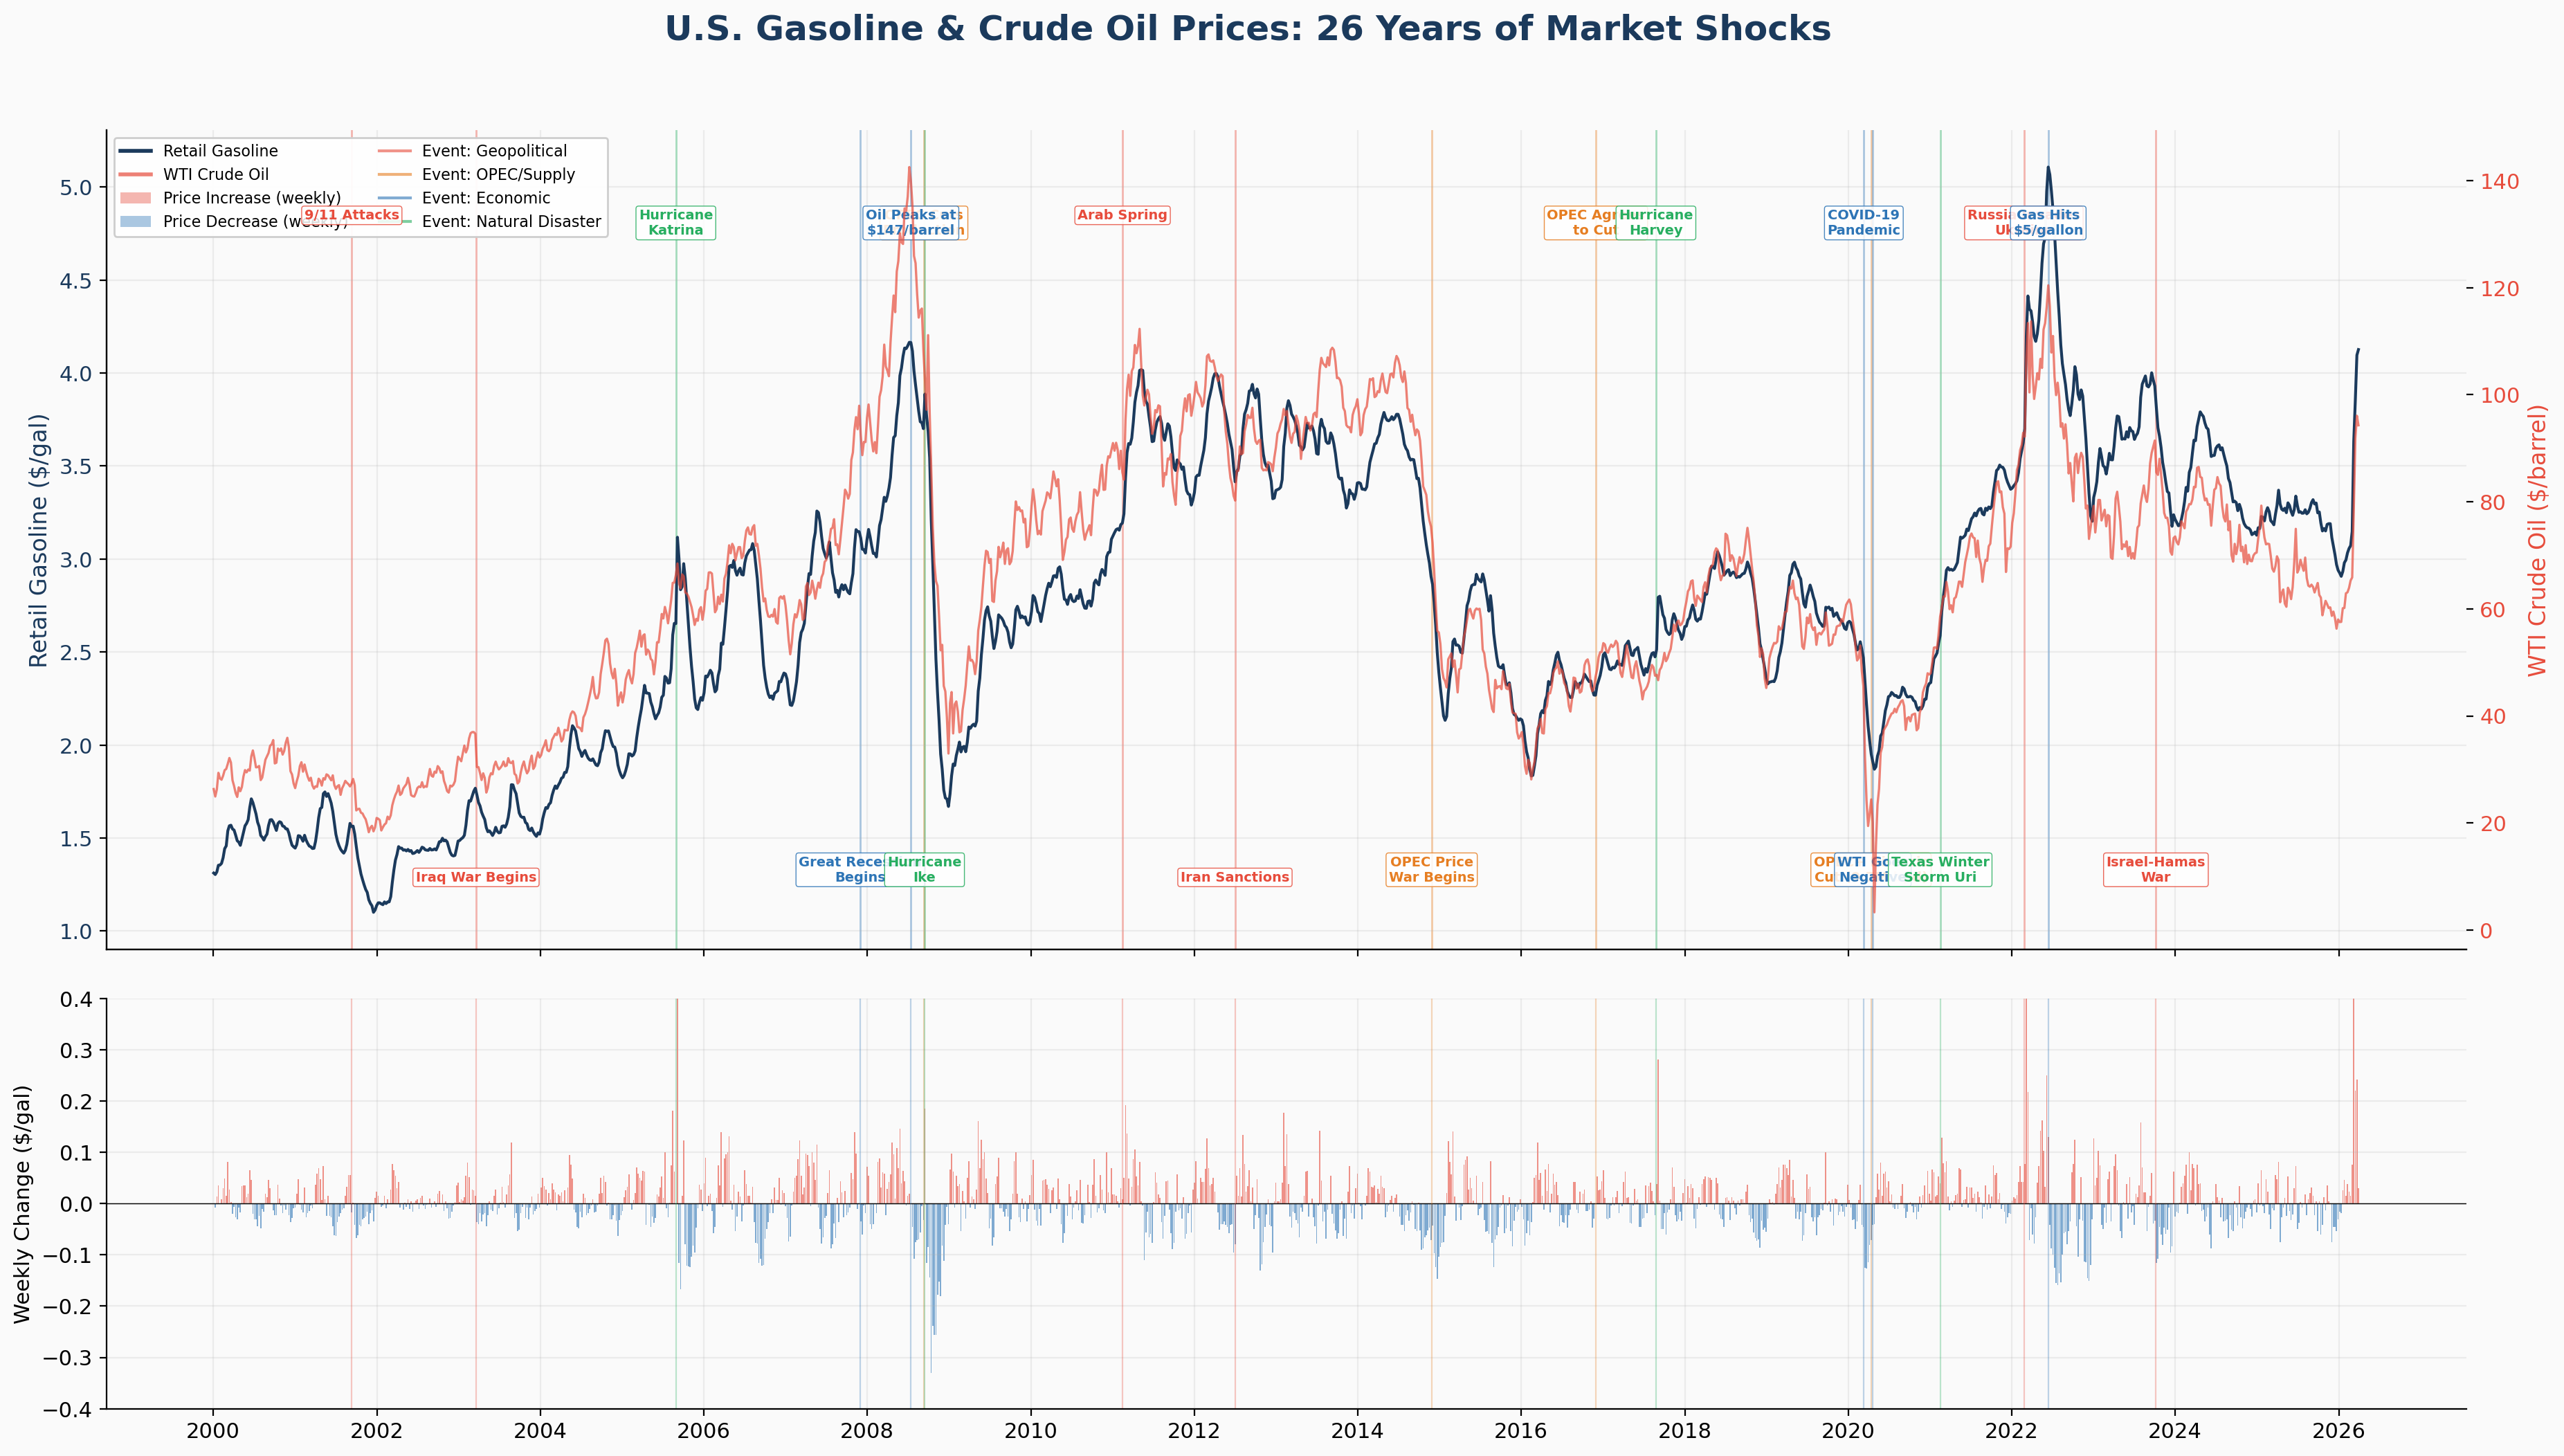 U.S. Gasoline & Crude Oil Prices: 26 Years of Market Shocks
Retail Gasoline
WTI Crude Oil
Price Increase (weekly)
Price Decrease (weekly)
Event: Geopolitical
Event: OPEC/Supply
Event: Economic
Event: Natural Disaster
9/11 Attacks
Hurricane
Katrina
Oil Peaks at
$147/barrel
Arab Spring
OPEC
to Cut
Hurricane
Harvey
COVID-19
Pandemic
Gas Hits
$5/gallon
Iraq War Begins
Great
Begins
Hurricane
Ike
Iran Sanctions
OPEC Price
War Begins
WTI
Texas Winter
Storm Uri
Israel-Hamas
War
Retail Gasoline ($/gal)
5.0
4.5
4.0
3.5
3.0
2.5
2.0
1.5
1.0
WTI Crude Oil ($/barrel)
140
120
100
80
60
40
20
0
Weekly Change ($/gal)
0.4
0.3
0.2
0.1
0.0
−0.1
−0.2
−0.3
−0.4
2000
2002
2004
2006
2008
2010
2012
2014
2016
2018
2020
2022
2024
2026